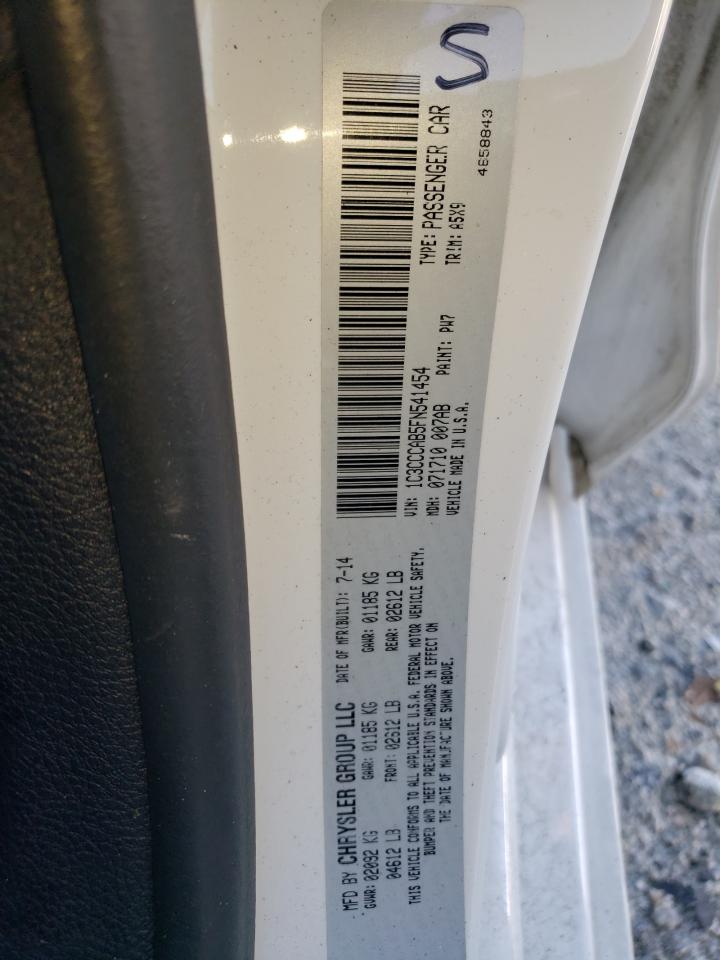 MFD BY CHRYSLER GROUP LLC DATE OF MFR(BUILT): 7-14
GVWR: 02092 KG GAWR: 01185 KG GAWR: 01185 KG
04612 LB FRONT: 02612 LB REAR: 02612 LB
THIS VEHICLE CONFORMS TO ALL APPLICABLE U.S.A. FEDERAL MOTOR VEHICLE SAFETY,
BUMPER AND THEFT PREVENTION STANDARDS IN EFFECT ON
THE DATE OF MANUFACTURE SHOWN ABOVE.
VIN: 1C3CCCAB5FN541454 TYPE: PASSENGER CAR
MDH: 071710 007AB PAINT: PW7 TRIM: A5X9
VEHICLE MADE IN U.S.A.
4658843
S